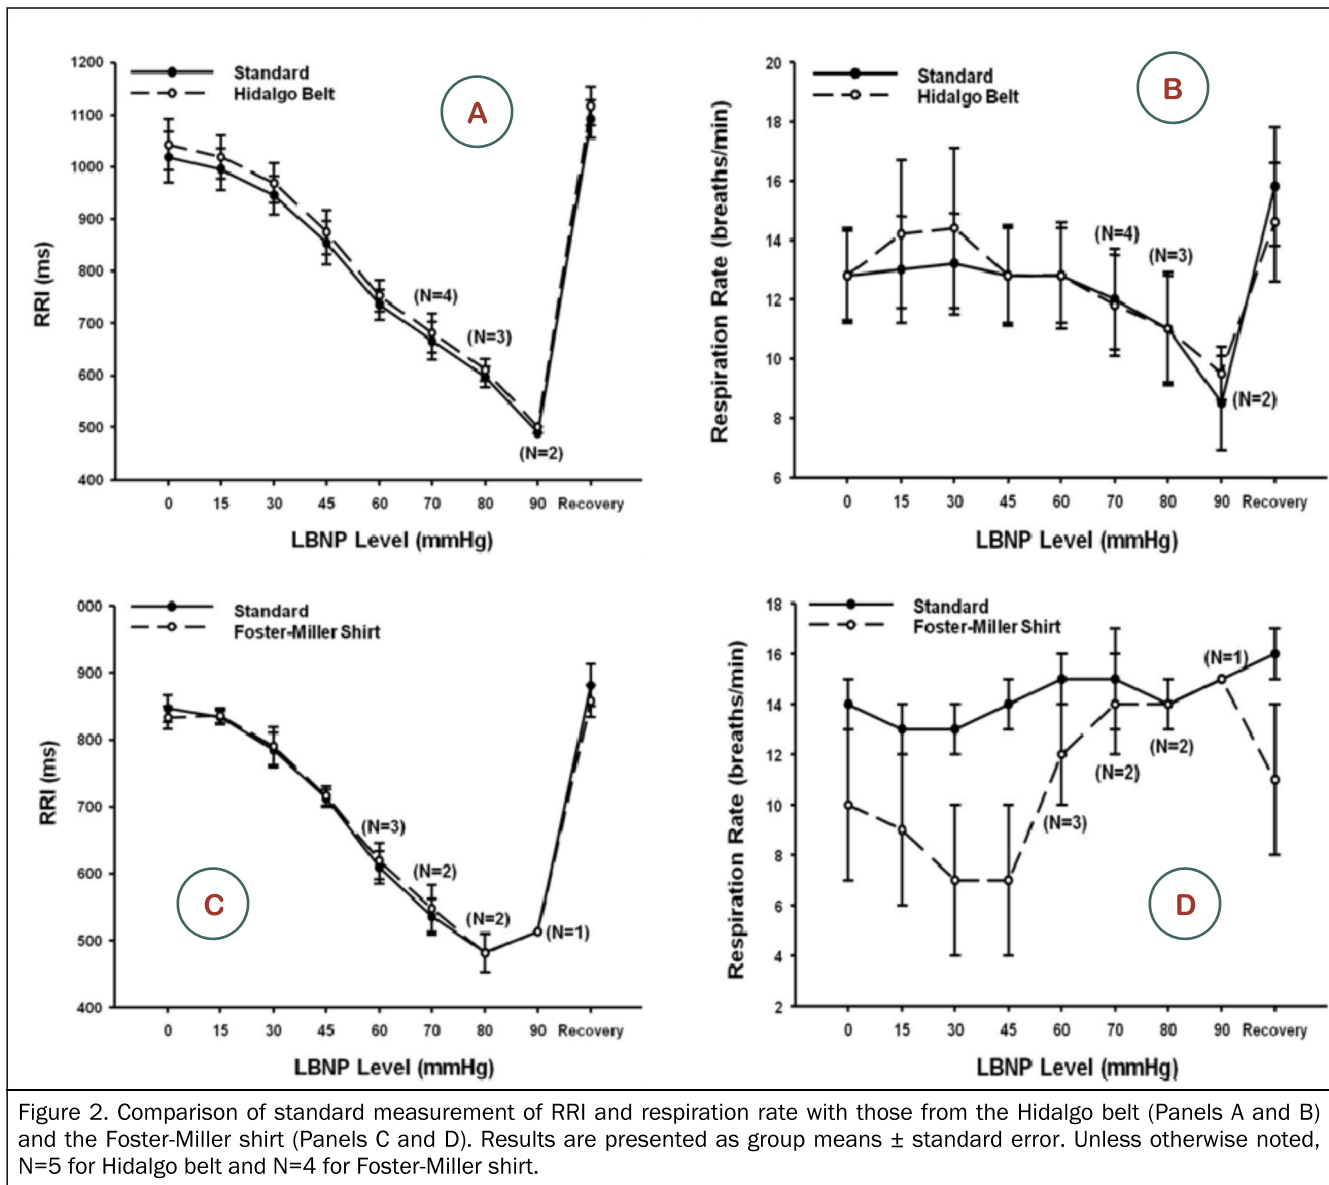 1200
1100
1000
900
800
700
600
500
400
RRI (ms)
Standard
Hidalgo Belt
A
(N=4)
(N=3)
(N=2)
0 15 30 45 60 70 80 90 Recovery
LBNP Level (mmHg)
20
18
16
14
12
10
8
6
Respiration Rate (breaths/min)
Standard
Hidalgo Belt
B
(N=4)
(N=3)
(N=2)
0 15 30 45 60 70 80 90 Recovery
LBNP Level (mmHg)
000
900
800
700
600
500
400
RRI (ms)
Standard
Foster-Miller Shirt
(N=3)
(N=2)
(N=2)
(N=1)
C
0 15 30 45 60 70 80 90 Recovery
LBNP Level (mmHg)
18
16
14
12
10
8
6
4
2
Respiration Rate (breaths/min)
Standard
Foster-Miller Shirt
(N=1)
(N=2)
(N=2)
(N=3)
D
0 15 30 45 60 70 80 90 Recovery
LBNP Level (mmHg)
Figure 2. Comparison of standard measurement of RRI and respiration rate with those from the Hidalgo belt (Panels A and B)
and the Foster-Miller shirt (Panels C and D). Results are presented as group means ± standard error. Unless otherwise noted,
N=5 for Hidalgo belt and N=4 for Foster-Miller shirt.